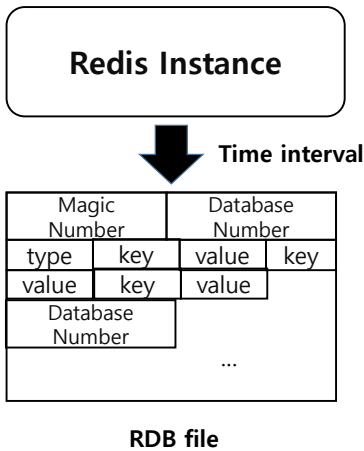 Redis Instance
Time interval
Magic Database
Number Number
type key value key
value key value
Database
Number
...
RDB file